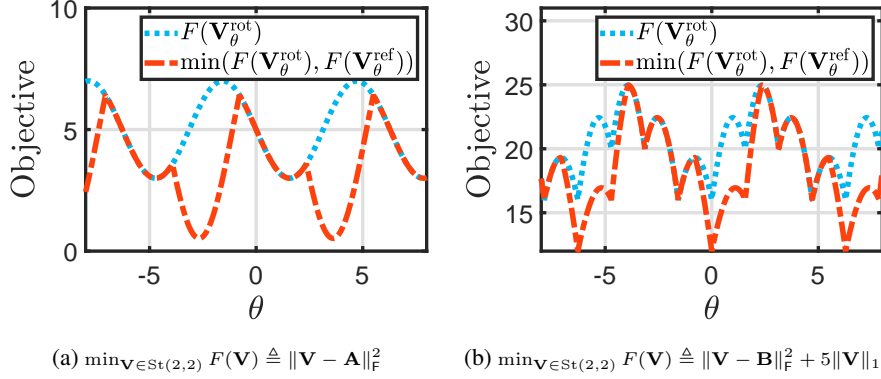 F(V_θ^rot)
min(F(V_θ^rot), F(V_θ^ref))
10
5
0
Objective
-5 0 5
θ
F(V_θ^rot)
min(F(V_θ^rot), F(V_θ^ref))
30
25
20
15
Objective
-5 0 5
θ
(a) min_{V∈St(2,2)} F(V) ≜ ‖V − A‖_F^2
(b) min_{V∈St(2,2)} F(V) ≜ ‖V − B‖_F^2 + 5‖V‖_1